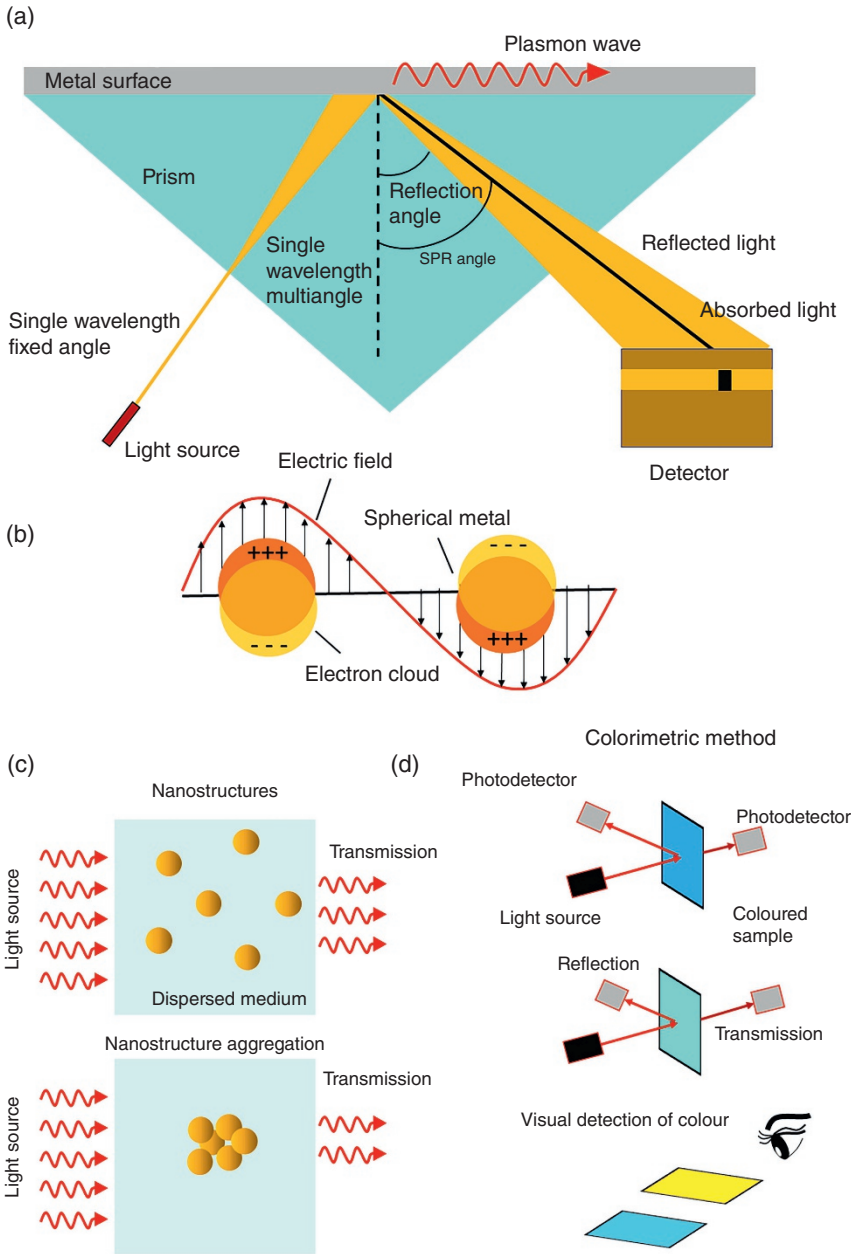 (a)
Plasmon wave
Metal surface
Prism
Reflection
angle
Single
wavelength
multiangle
SPR angle
Reflected light
Absorbed light
Single wavelength
fixed angle
Light source
Detector
(b)
Electric field
Spherical metal
+++
- - -
- - -
+++
Electron cloud
(c)
Nanostructures
Light source
Transmission
Dispersed medium
Nanostructure aggregation
Light source
Transmission
(d)
Colorimetric method
Photodetector
Photodetector
Light source
Coloured
sample
Reflection
Transmission
Visual detection of colour